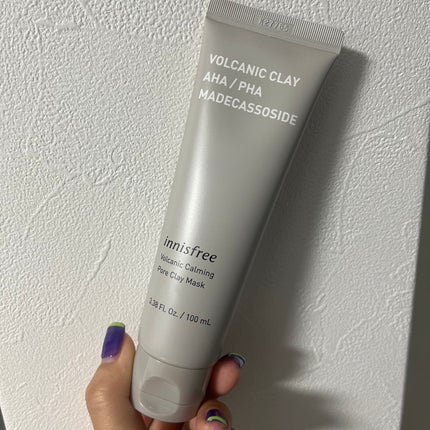 VOLCANIC CLAY
AHA / PHA
MADECASSOSIDE
innisfree
Volcanic Calming
Pore Clay Mask
3.38 Fl. Oz. / 100 mL